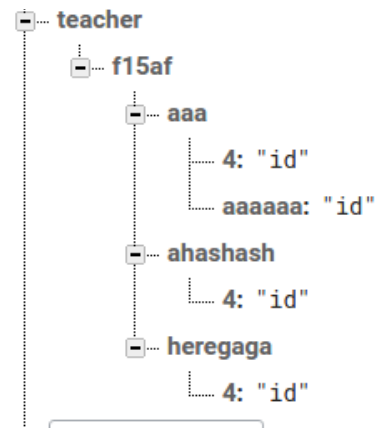 teacher
f15af
aaa
4: "id"
aaaaaa: "id"
ahashash
4: "id"
heregaga
4: "id"